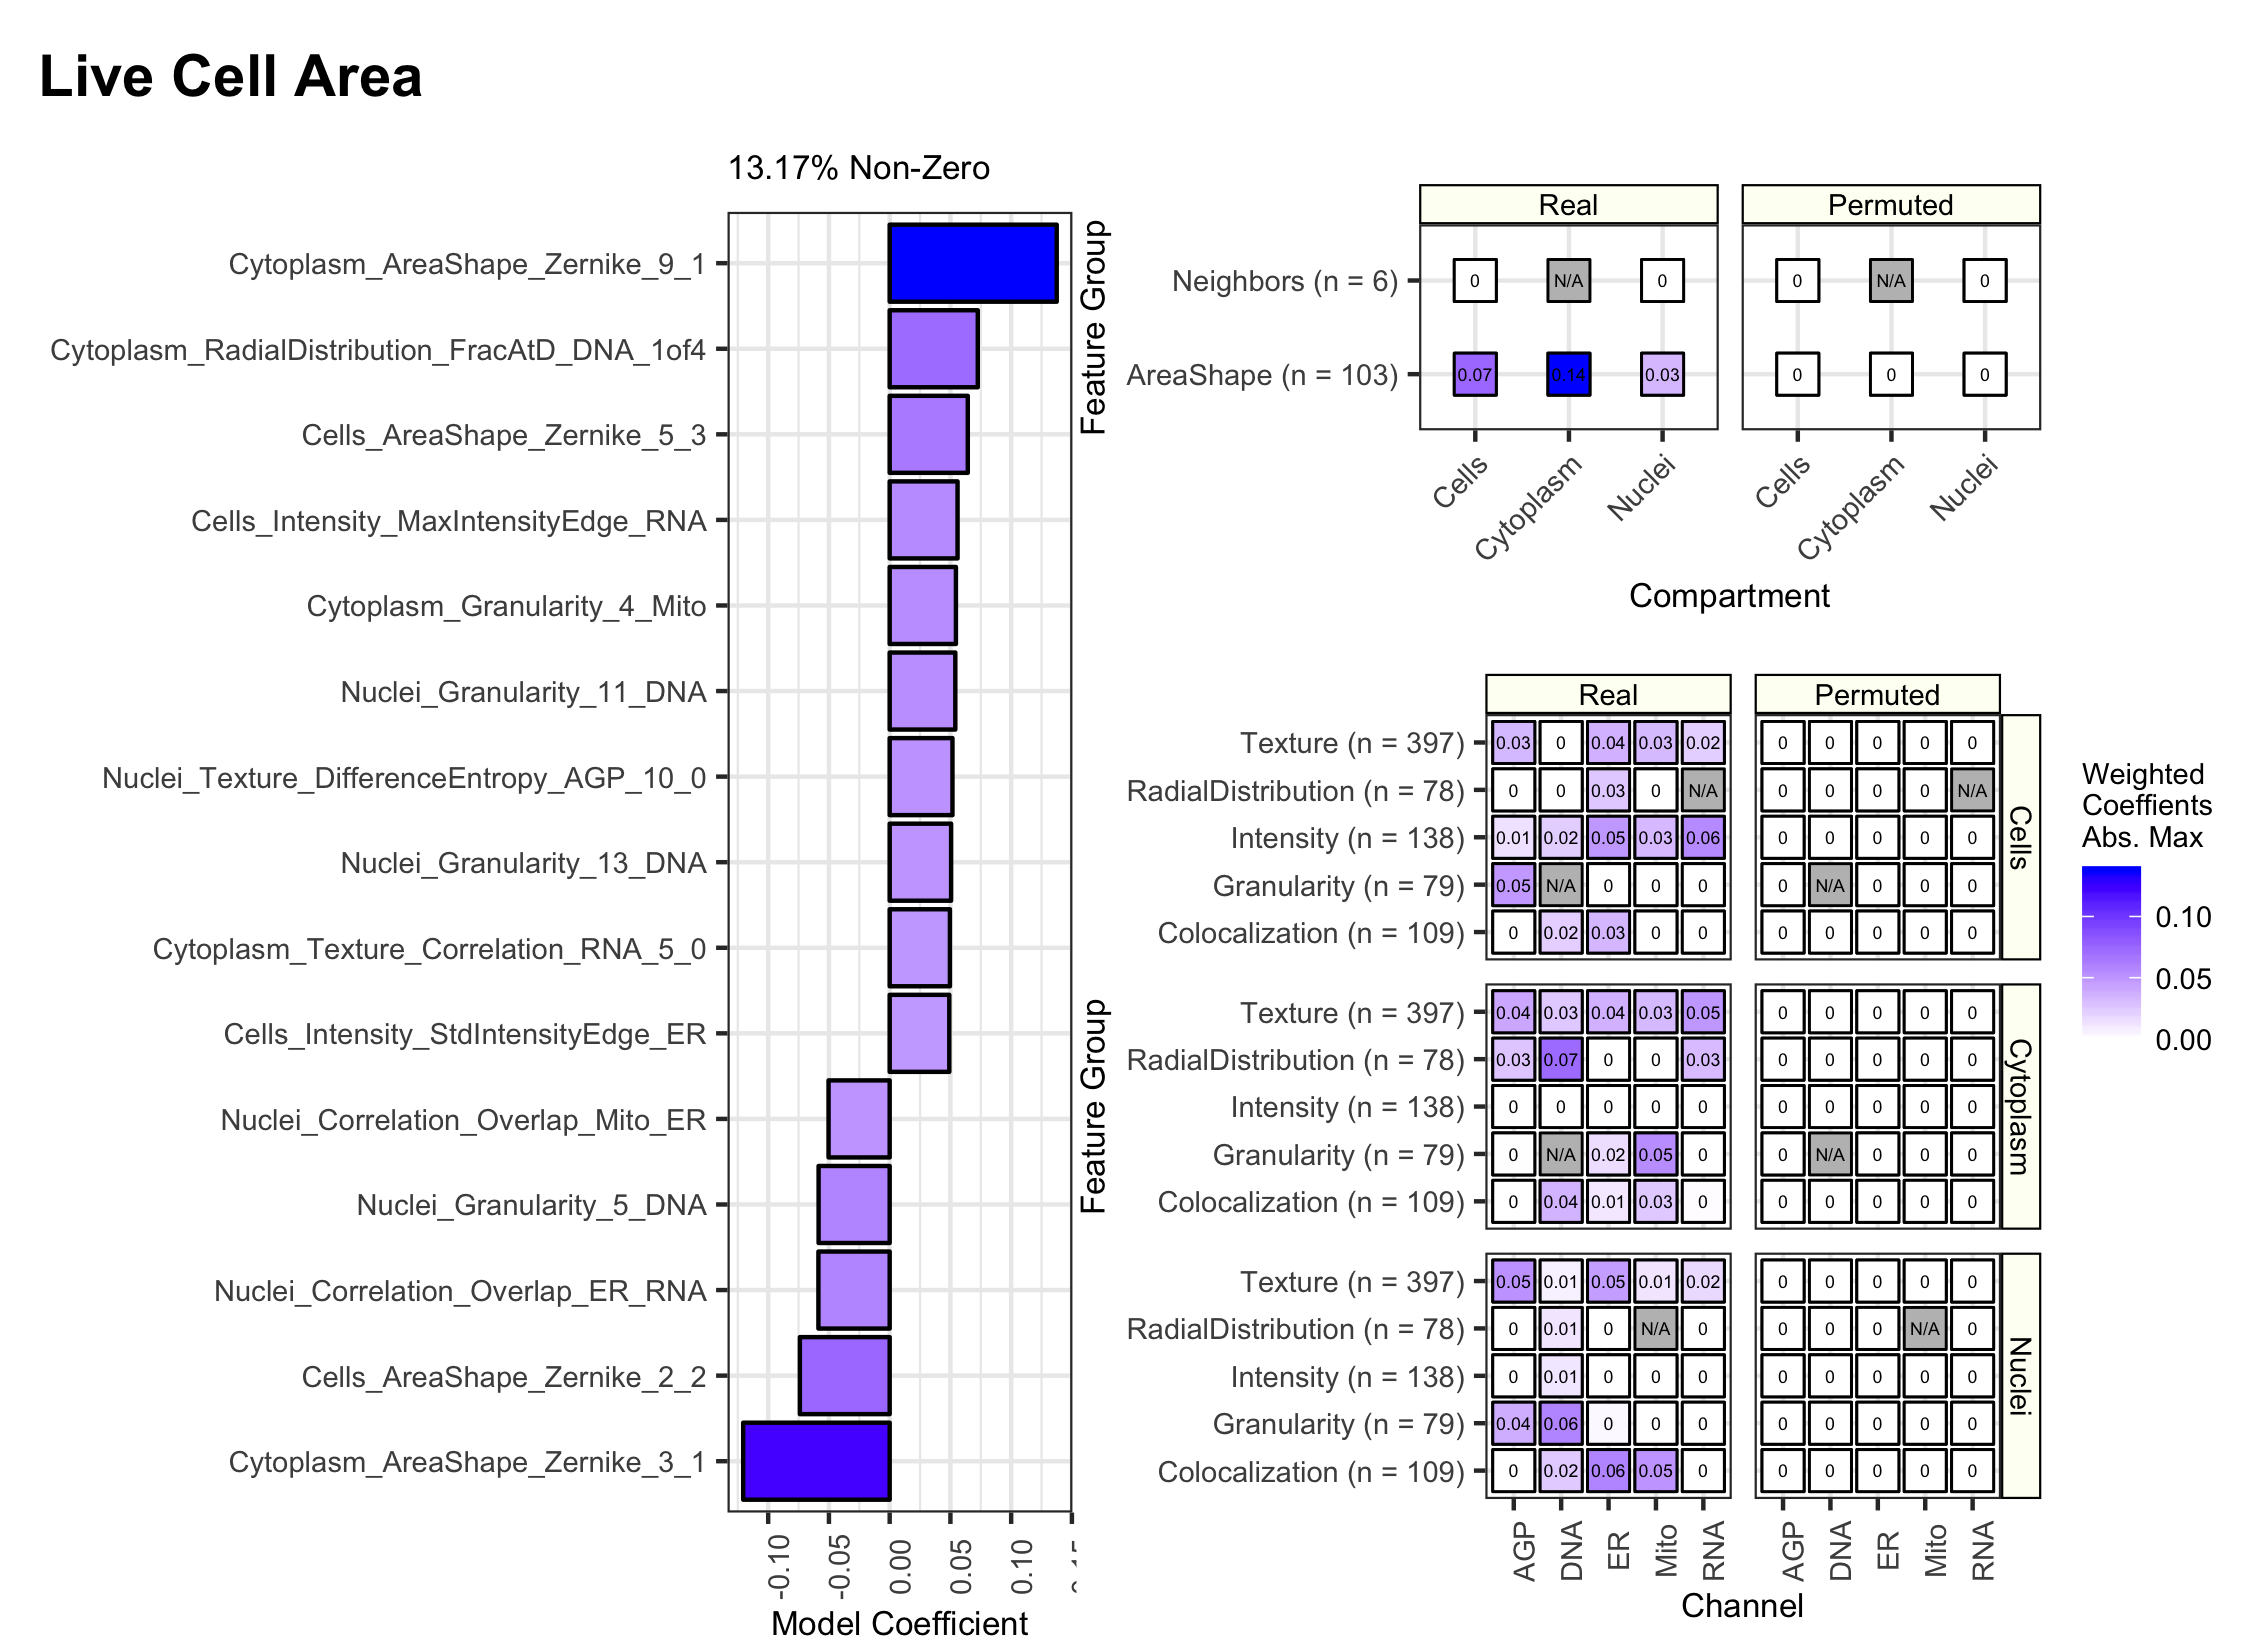 Live Cell Area
13.17% Non-Zero
Cytoplasm_AreaShape_Zernike_9_1
Cytoplasm_RadialDistribution_FracAtD_DNA_1of4
Cells_AreaShape_Zernike_5_3
Cells_Intensity_MaxIntensityEdge_RNA
Cytoplasm_Granularity_4_Mito
Nuclei_Granularity_11_DNA
Nuclei_Texture_DifferenceEntropy_AGP_10_0
Nuclei_Granularity_13_DNA
Cytoplasm_Texture_Correlation_RNA_5_0
Cells_Intensity_StdIntensityEdge_ER
Nuclei_Correlation_Overlap_Mito_ER
Nuclei_Granularity_5_DNA
Nuclei_Correlation_Overlap_ER_RNA
Cells_AreaShape_Zernike_2_2
Cytoplasm_AreaShape_Zernike_3_1
-0.10 -0.05 0.00 0.05 0.10
Model Coefficient
Feature Group
Real Permuted
Neighbors (n = 6) 0 N/A 0 0 N/A 0
AreaShape (n = 103) 0.07 0.14 0.03 0 0 0
Cells Cytoplasm Nuclei Cells Cytoplasm Nuclei
Compartment
Feature Group
Real Permuted
Texture (n = 397) 0.03 0 0.04 0.03 0.02 0 0 0 0 0
RadialDistribution (n = 78) 0 0 0.03 0 N/A 0 0 0 0 N/A
Intensity (n = 138) 0.01 0.02 0.05 0.03 0.06 0 0 0 0 0
Granularity (n = 79) 0.05 N/A 0 0 0 0 N/A 0 0 0
Colocalization (n = 109) 0 0.02 0.03 0 0 0 0 0 0 0
Cells
Texture (n = 397) 0.04 0.03 0.04 0.03 0.05 0 0 0 0 0
RadialDistribution (n = 78) 0.03 0.07 0 0 0.03 0 0 0 0 0
Intensity (n = 138) 0 0 0 0 0 0 0 0 0 0
Granularity (n = 79) 0 N/A 0.02 0.05 0 0 N/A 0 0 0
Colocalization (n = 109) 0 0.04 0.01 0.03 0 0 0 0 0 0
Cytoplasm
Texture (n = 397) 0.05 0.01 0.05 0.01 0.02 0 0 0 0 0
RadialDistribution (n = 78) 0 0.01 0 N/A 0 0 0 0 N/A 0
Intensity (n = 138) 0 0.01 0 0 0 0 0 0 0 0
Granularity (n = 79) 0.04 0.06 0 0 0 0 0 0 0 0
Colocalization (n = 109) 0 0.02 0.06 0.05 0 0 0 0 0 0
Nuclei
AGP DNA ER Mito RNA AGP DNA ER Mito RNA
Channel
Weighted
Coeffients
Abs. Max
0.10
0.05
0.00